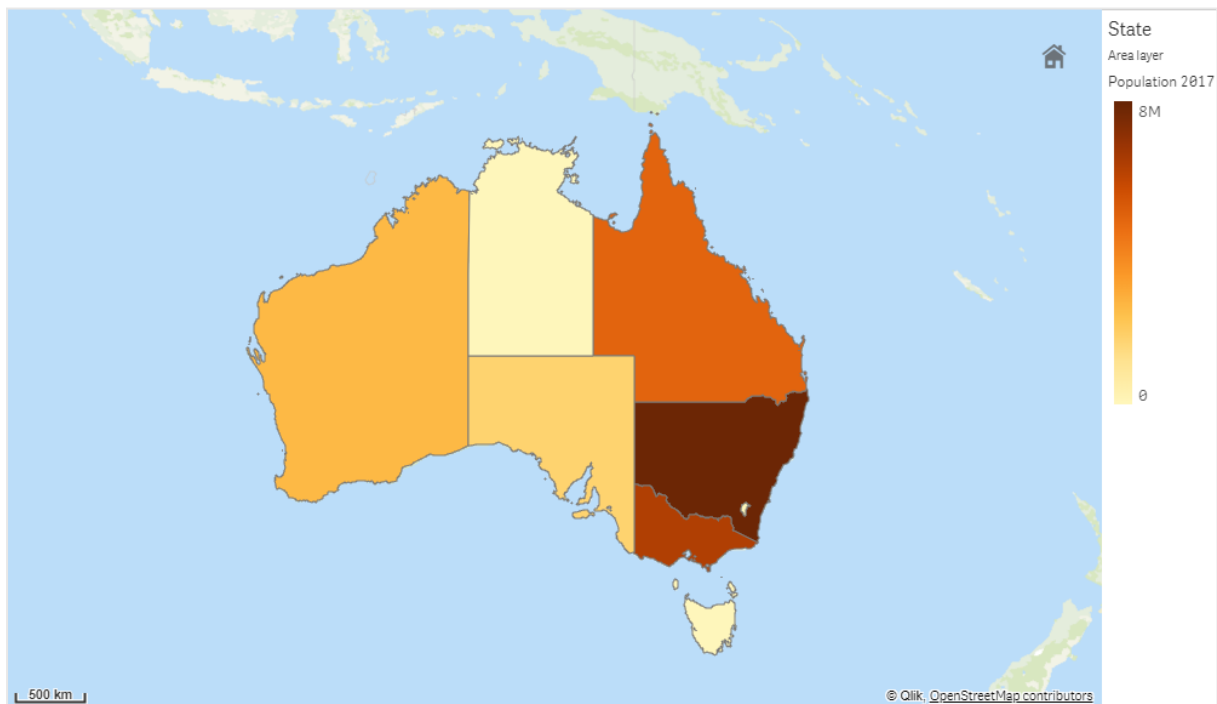 State
Area layer
Population 2017
8M
0
500 km
© Qlik, OpenStreetMap contributors